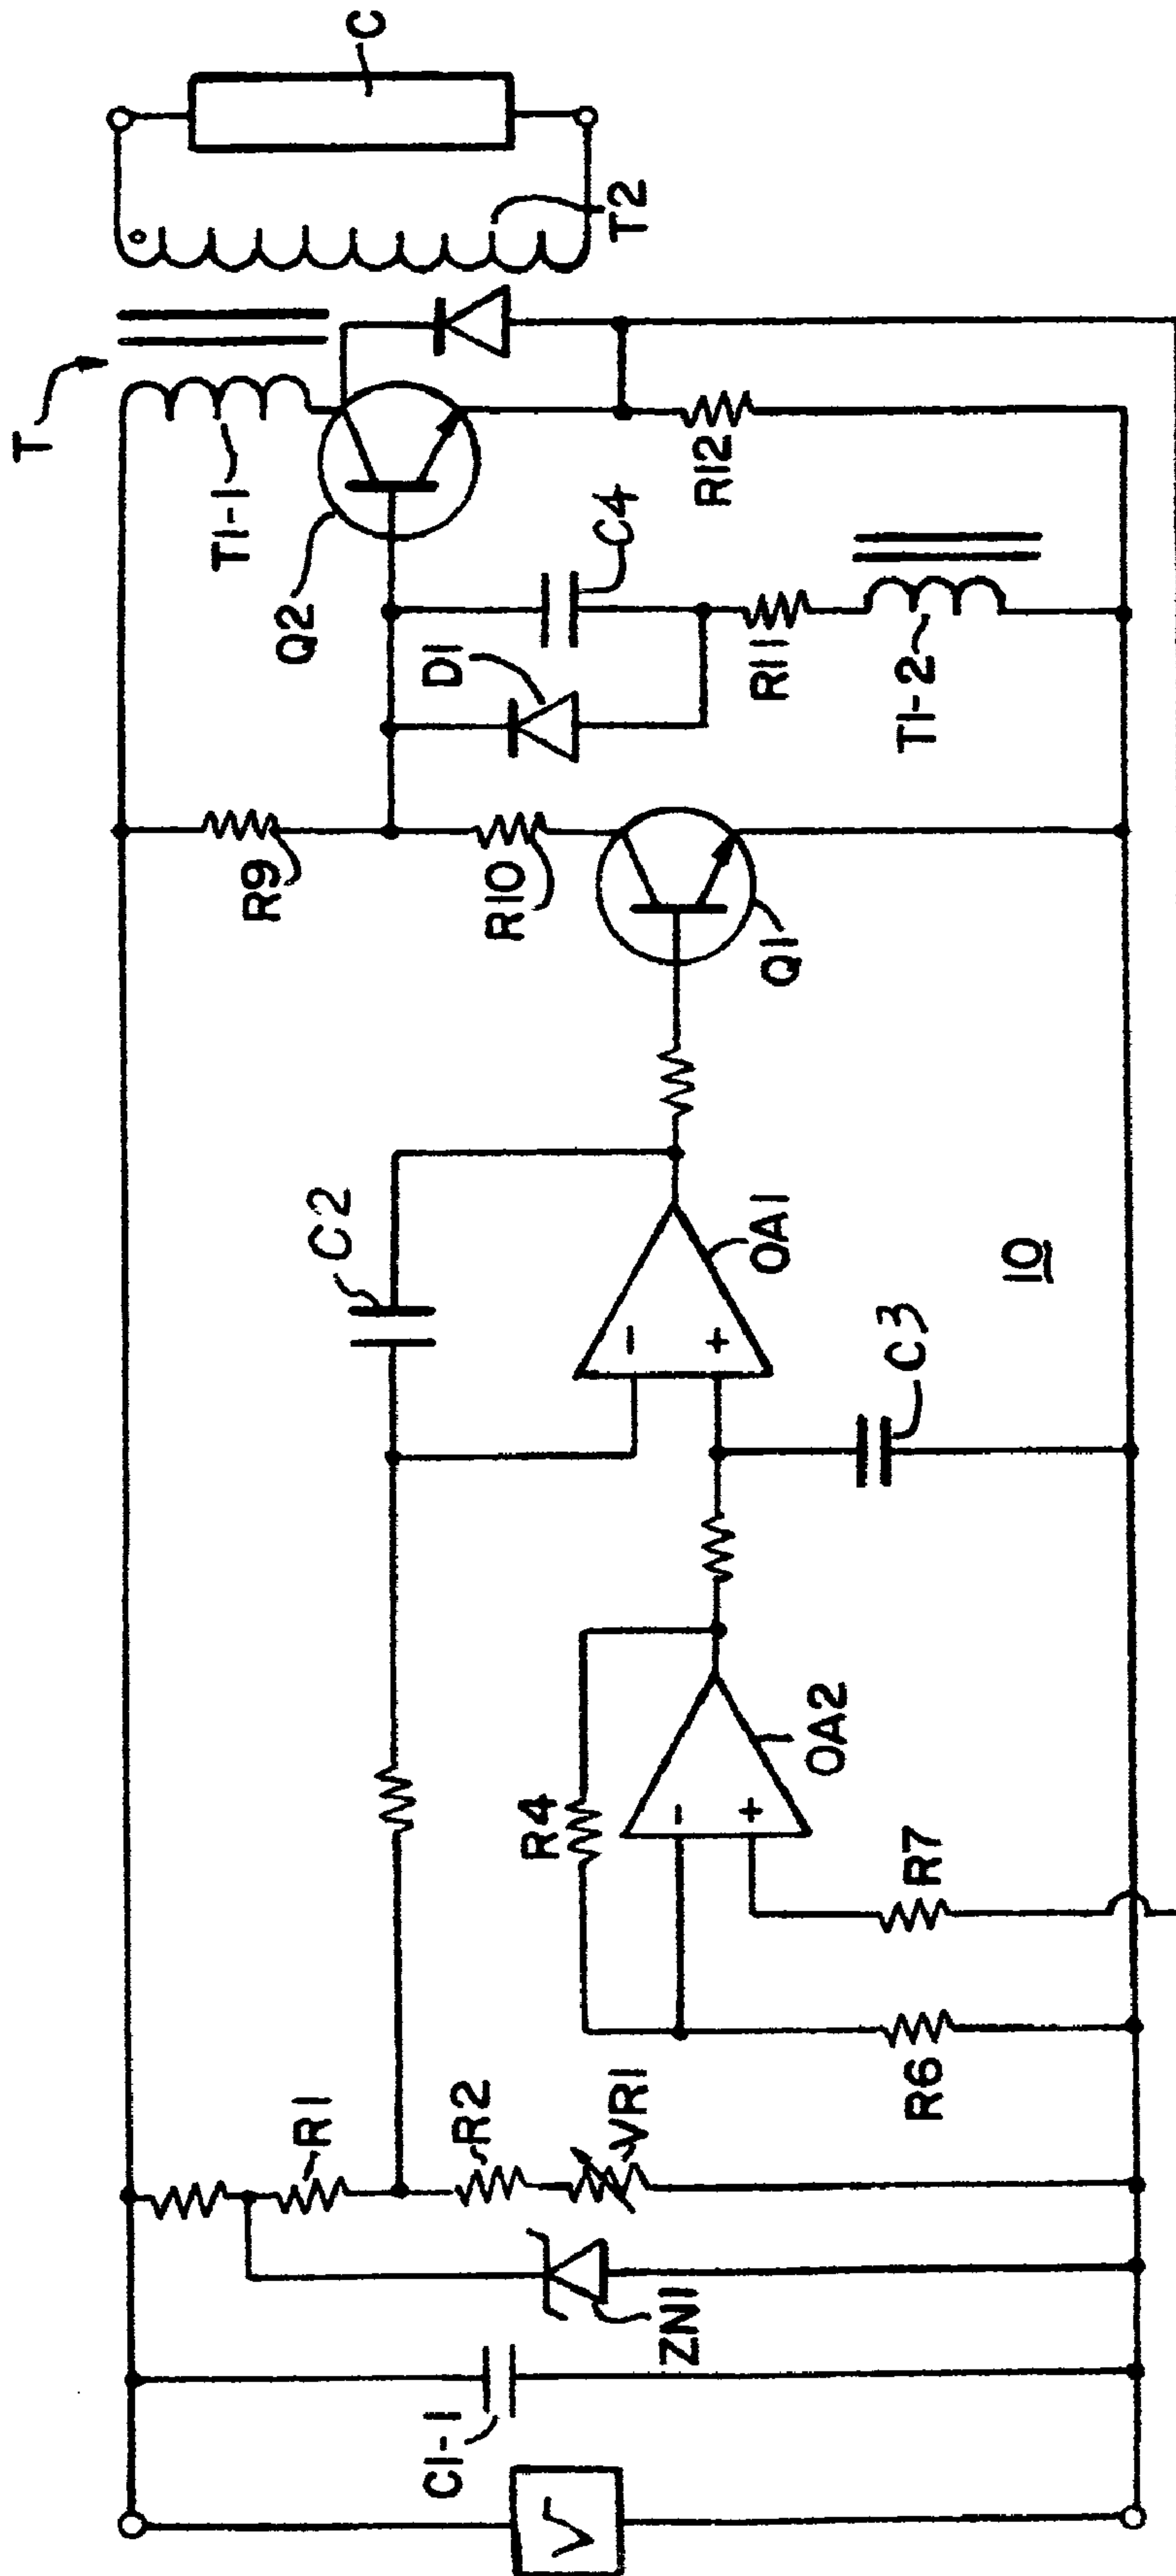 T
C
T1-1
T2
Q2
C4
R12
D1
R11
T1-2
R9
R10
Q1
C2
OA1
10
C3
R4
OA2
R7
R1
R2
VR1
R6
ZN1
C1-1
V
-
+
-
+